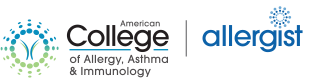 American
College
of Allergy, Asthma
& Immunology
allergist